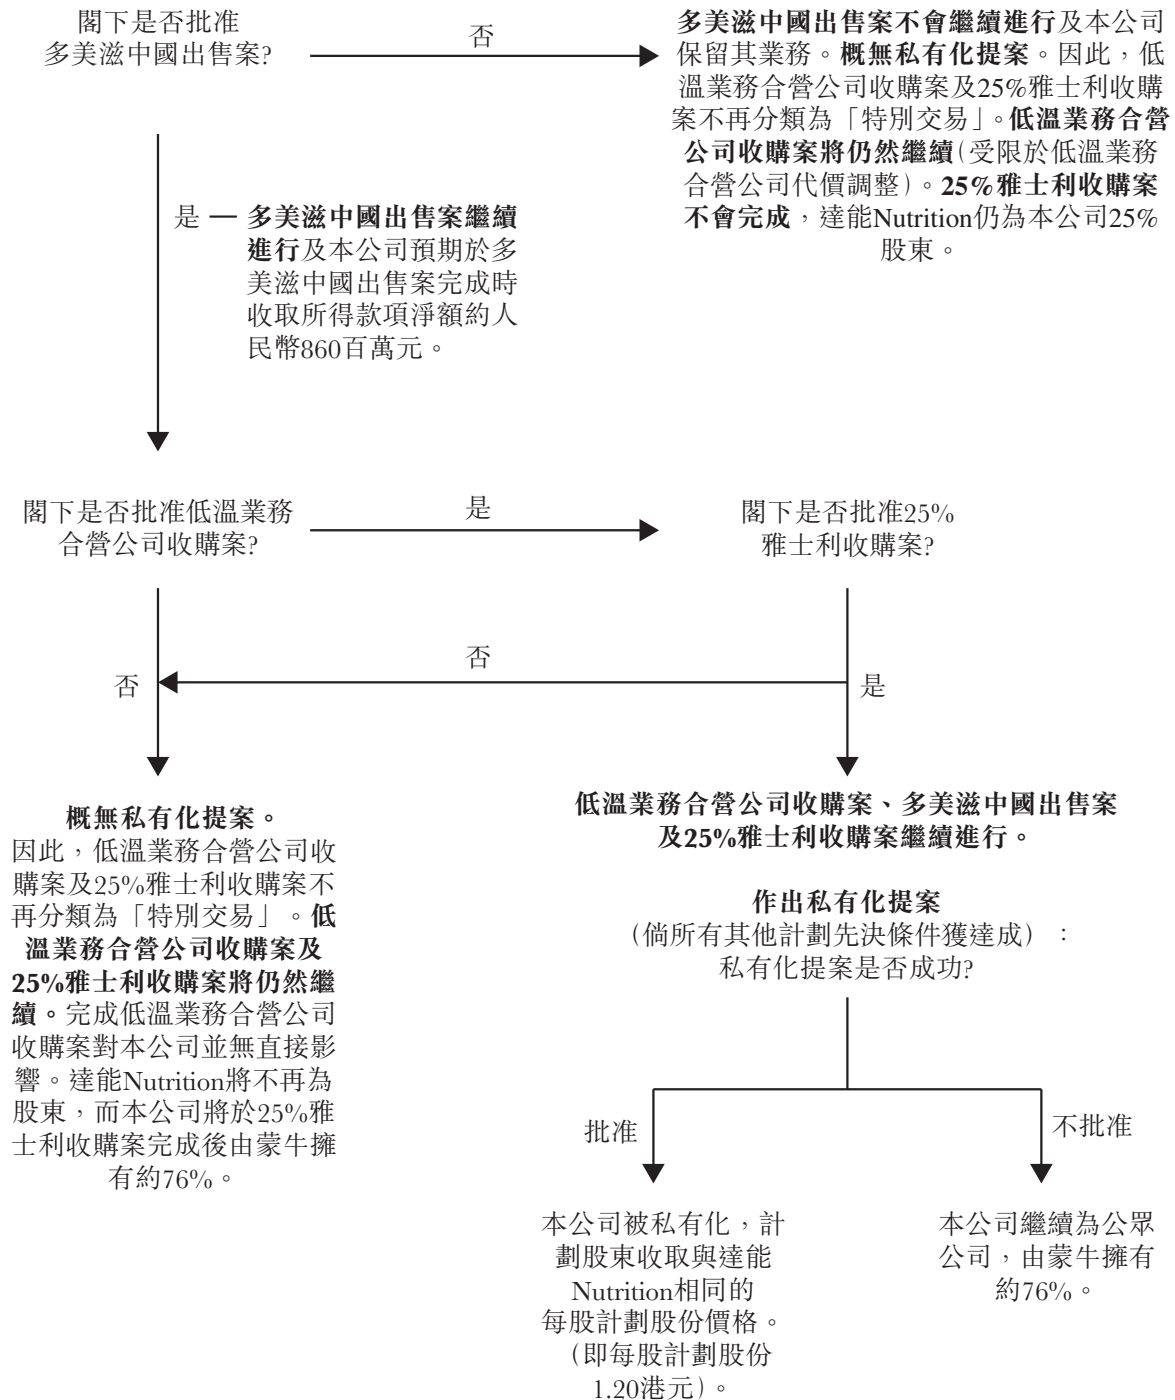 閣下是否批准
多美滋中國出售案?
否
多美滋中國出售案不會繼續進行及本公司
保留其業務。概無私有化提案。因此，低
溫業務合營公司收購案及25%雅士利收購
案不再分類為「特別交易」。低溫業務合營
公司收購案將仍然繼續(受限於低溫業務
合營公司代價調整)。25%雅士利收購案
不會完成，達能Nutrition仍為本公司25%
股東。
是 — 多美滋中國出售案繼續
進行及本公司預期於多
美滋中國出售案完成時
收取所得款項淨額約人
民幣860百萬元。
閣下是否批准低溫業務
合營公司收購案?
是
閣下是否批准25%
雅士利收購案?
否
否
是
概無私有化提案。
因此，低溫業務合營公司收
購案及25%雅士利收購案不
再分類為「特別交易」。低
溫業務合營公司收購案及
25%雅士利收購案將仍然繼
續。完成低溫業務合營公司
收購案對本公司並無直接影
響。達能Nutrition將不再為
股東，而本公司將於25%雅
士利收購案完成後由蒙牛擁
有約76%。
低溫業務合營公司收購案、多美滋中國出售案
及25%雅士利收購案繼續進行。
作出私有化提案
(倘所有其他計劃先決條件獲達成)：
私有化提案是否成功?
批准
不批准
本公司被私有化，計
劃股東收取與達能
Nutrition相同的
每股計劃股份價格。
(即每股計劃股份
1.20港元)。
本公司繼續為公眾
公司，由蒙牛擁有
約76%。